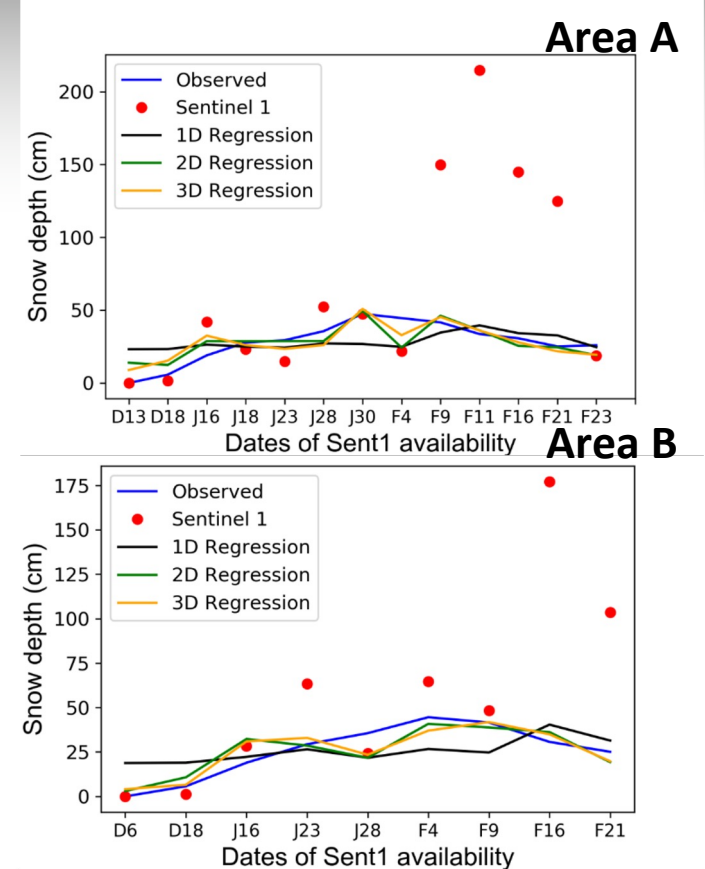 Area A
Observed
Sentinel 1
1D Regression
2D Regression
3D Regression
Snow depth (cm)
200
150
100
50
0
D13 D18 J16 J18 J23 J28 J30 F4 F9 F11 F16 F21 F23
Dates of Sent1 availability
Area B
Observed
Sentinel 1
1D Regression
2D Regression
3D Regression
Snow depth (cm)
175
150
125
100
75
50
25
0
D6 D18 J16 J23 J28 F4 F9 F16 F21
Dates of Sent1 availability